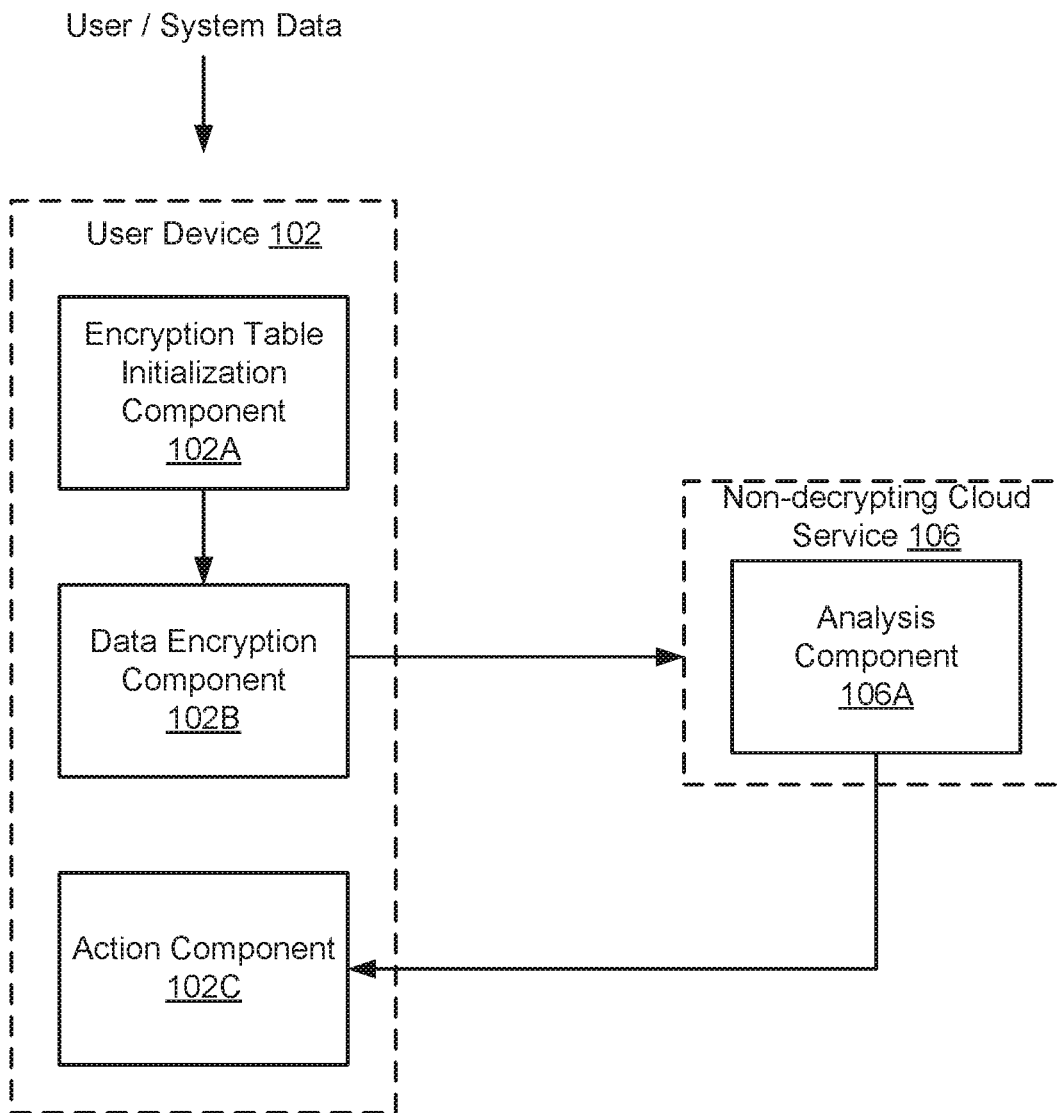 User / System Data
User Device 102
Encryption Table
Initialization
Component
102A
Data Encryption
Component
102B
Action Component
102C
Non-decrypting Cloud
Service 106
Analysis
Component
106A